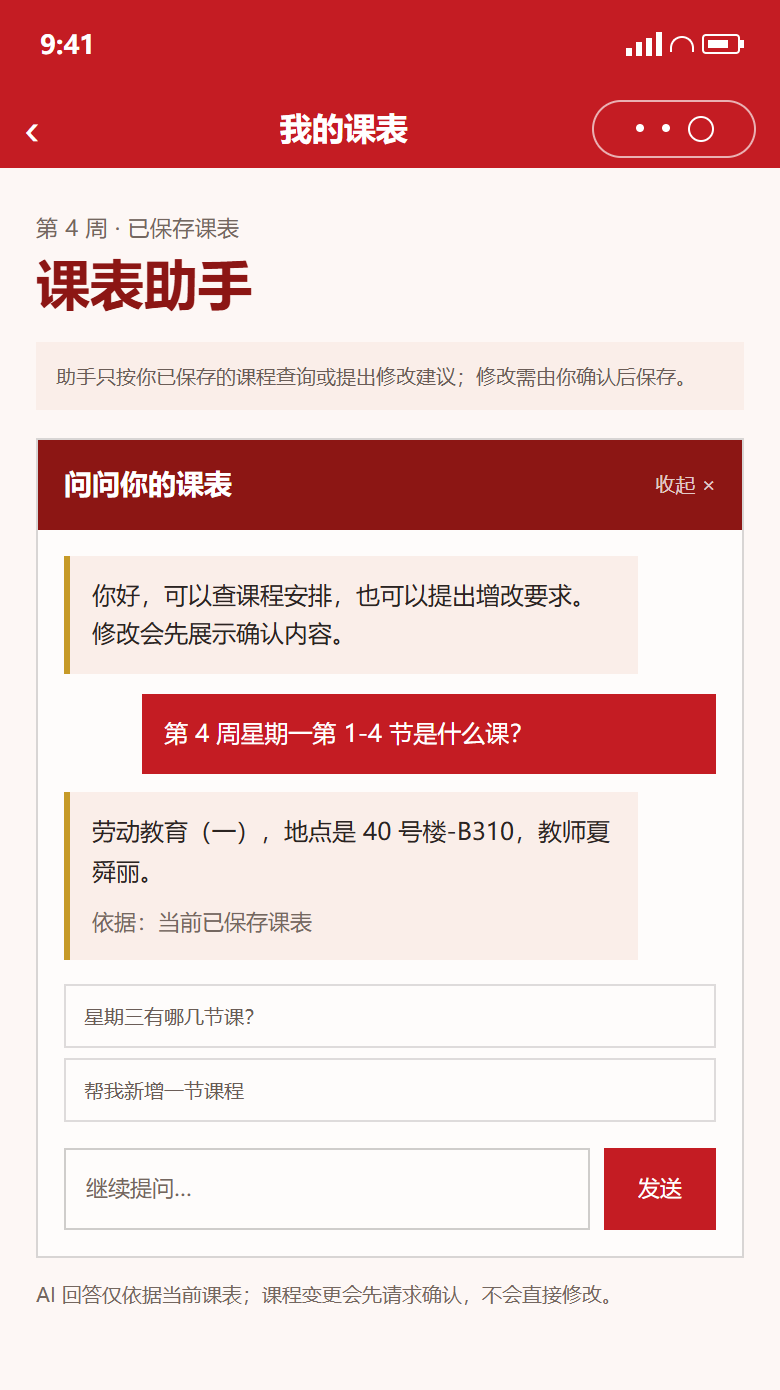 9:41
‹
我的课表
第 4 周 · 已保存课表
课表助手
助手只按你已保存的课程查询或提出修改建议；修改需由你确认后保存。
问问你的课表
收起 ×
你好，可以查课程安排，也可以提出增改要求。
修改会先展示确认内容。
第 4 周星期一第 1-4 节是什么课？
劳动教育（一），地点是 40 号楼-B310，教师夏
舜丽。
依据：当前已保存课表
星期三有哪几节课？
帮我新增一节课程
继续提问...
发送
AI 回答仅依据当前课表；课程变更会先请求确认，不会直接修改。